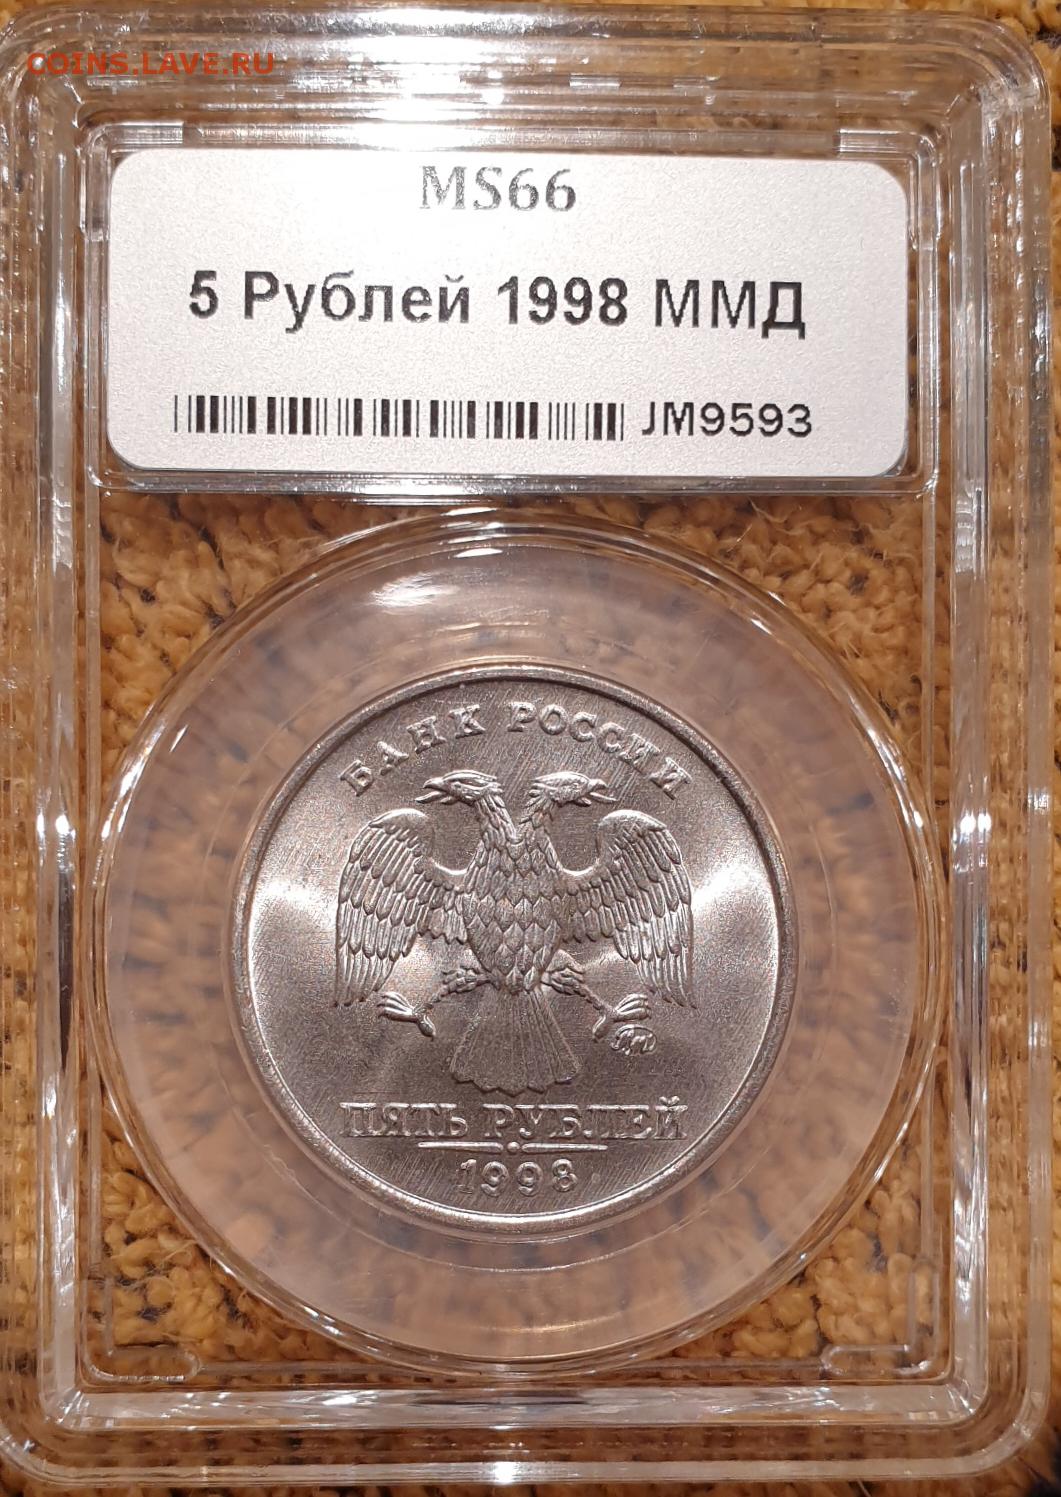 COINS.LAVE.RU
MS66
5 Рублей 1998 ММД
JM9593
БАНК РОССИИ
ПЯТЬ РУБЛЕЙ
1998